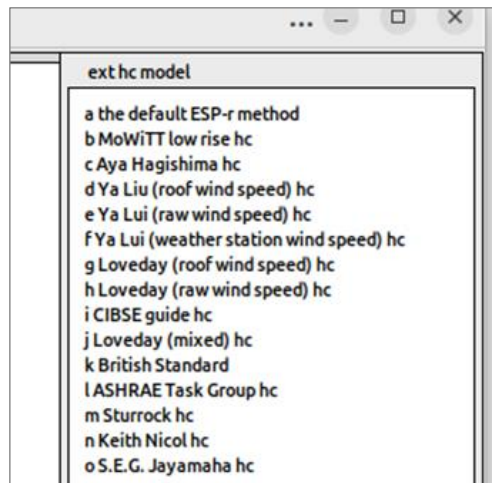 ext hc model
a the default ESP-r method
b MoWiTT low rise hc
c Aya Hagishima hc
d Ya Liu (roof wind speed) hc
e Ya Lui (raw wind speed) hc
f Ya Lui (weather station wind speed) hc
g Loveday (roof wind speed) hc
h Loveday (raw wind speed) hc
i CIBSE guide hc
j Loveday (mixed) hc
k British Standard
l ASHRAE Task Group hc
m Sturrock hc
n Keith Nicol hc
o S.E.G. Jayamaha hc